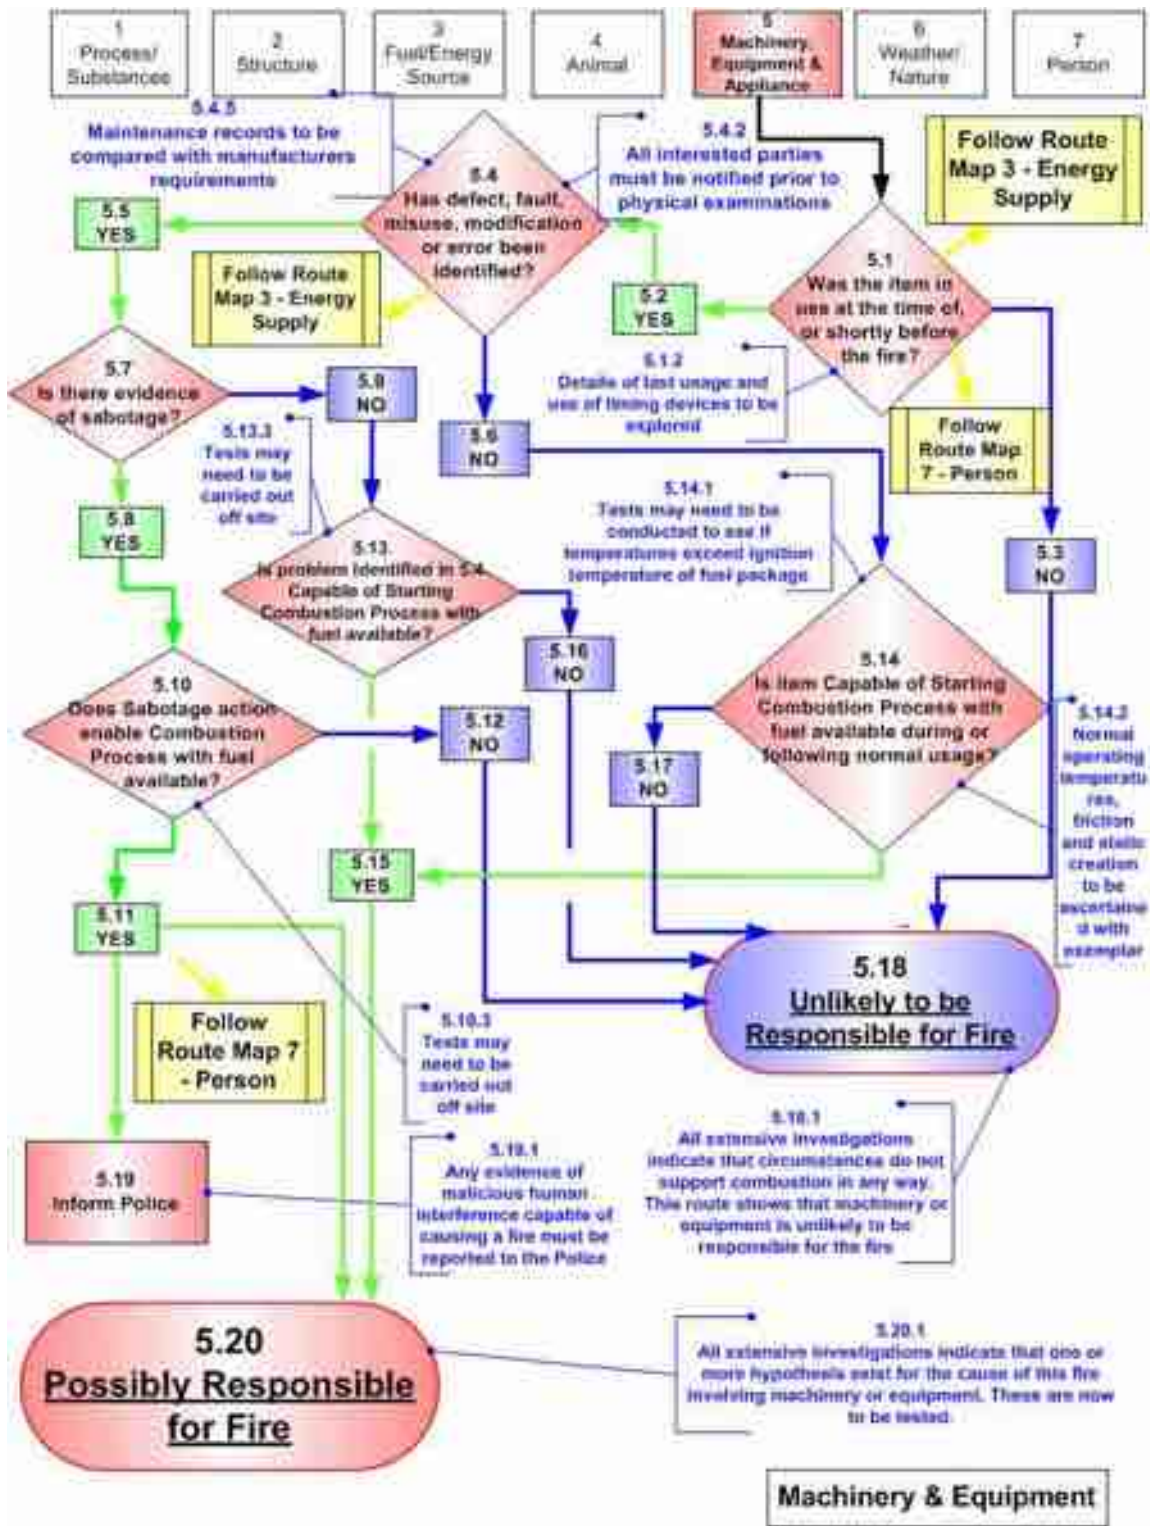 1
Process/
Substances
2
Structure
3
Fuel/Energy
Source
4
Animal
5
Machinery,
Equipment &
Appliance
6
Weather/
Nature
7
Person
5.4.5
Maintenance records to be
compared with manufacturers
requirements
5.4.2
All interested parties
must be notified prior to
physical examinations
Follow Route
Map 3 - Energy
Supply
5.4
Has defect, fault,
misuse, modification
or error been
identified?
5.5
YES
Follow Route
Map 3 - Energy
Supply
5.2
YES
5.1
Was the item in
use at the time of,
or shortly before
the fire?
5.7
Is there evidence
of sabotage?
5.9
NO
5.1.2
Details of last usage and
use of timing devices to be
explored
Follow
Route Map
7 - Person
5.13.3
Tests may
need to be
carried out
off site
5.6
NO
5.14.1
Tests may need to be
conducted to see if
temperatures exceed ignition
temperature of fuel package
5.8
YES
5.3
NO
5.13.
Is problem Identified in 5.4
Capable of Starting
Combustion Process with
fuel available?
5.16
NO
5.14
Is item Capable of Starting
Combustion Process with
fuel available during or
following normal usage?
5.10
Does Sabotage action
enable Combustion
Process with fuel
available?
5.12
NO
5.17
NO
5.14.2
Normal
operating
temperatu
res,
friction
and static
creation
to be
ascertaine
d with
exemplar
5.15
YES
5.11
YES
5.18
Unlikely to be
Responsible for Fire
Follow
Route Map 7
- Person
5.10.3
Tests may
need to be
carried out
off site
5.19
Inform Police
5.19.1
Any evidence of
malicious human
interference capable of
causing a fire must be
reported to the Police
5.18.1
All extensive investigations
indicate that circumstances do not
support combustion in any way.
This route shows that machinery or
equipment is unlikely to be
responsible for the fire
5.20
Possibly Responsible
for Fire
5.20.1
All extensive investigations indicate that one or
more hypothesis exist for the cause of this fire
involving machinery or equipment. These are now
to be tested.
Machinery & Equipment